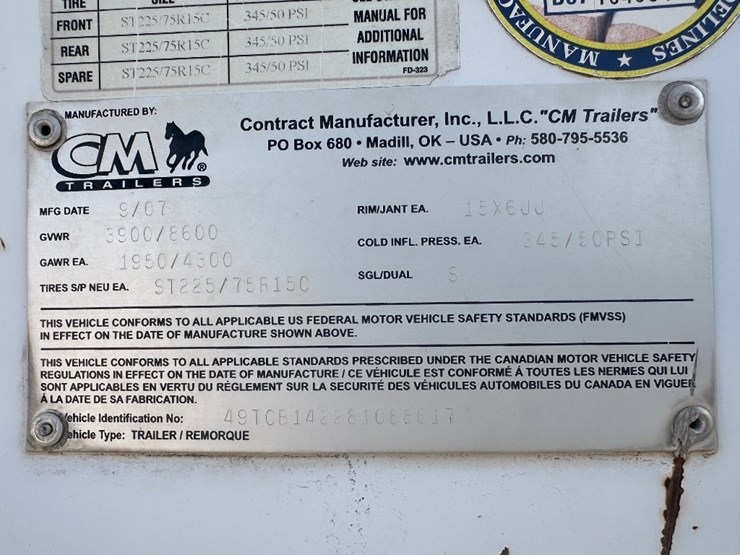 TIRE SIZE
FRONT ST225/75R15C 345/50 PSI MANUAL FOR
REAR ST225/75R15C 345/50 PSI ADDITIONAL
SPARE ST225/75R15C 345/50 PSI INFORMATION
FD-323
MANUFAC
ELINES
MANUFACTURED BY:
CM ®
TRAILERS
Contract Manufacturer, Inc., L.L.C."CM Trailers"
PO Box 680 • Madill, OK – USA • Ph: 580-795-5536
Web site: www.cmtrailers.com
MFG DATE 9/07 RIM/JANT EA. 15X6JJ
GVWR 3900/8600
COLD INFL. PRESS. EA. 345/50PSI
GAWR EA. 1950/4300
SGL/DUAL S
TIRES S/P NEU EA. ST225/75R15C
THIS VEHICLE CONFORMS TO ALL APPLICABLE US FEDERAL MOTOR VEHICLE SAFETY STANDARDS (FMVSS)
IN EFFECT ON THE DATE OF MANUFACTURE SHOWN ABOVE.
THIS VEHICLE CONFORMS TO ALL APPLICABLE STANDARDS PRESCRIBED UNDER THE CANADIAN MOTOR VEHICLE SAFETY
REGULATIONS IN EFFECT ON THE DATE OF MANUFACTURE / CE VÉHICULE EST CONFORMÉ Á TOUTES LES NERMES QUI LUI
SONT APPLICABLES EN VERTU DU RÉGLEMENT SUR LA SECURITÉ DES VÉHICULES AUTOMOBILES DU CANADA EN VIGUER
Á LA DATE DE SA FABRICATION.
Vehicle Identification No:
Vehicle Type: TRAILER / REMORQUE